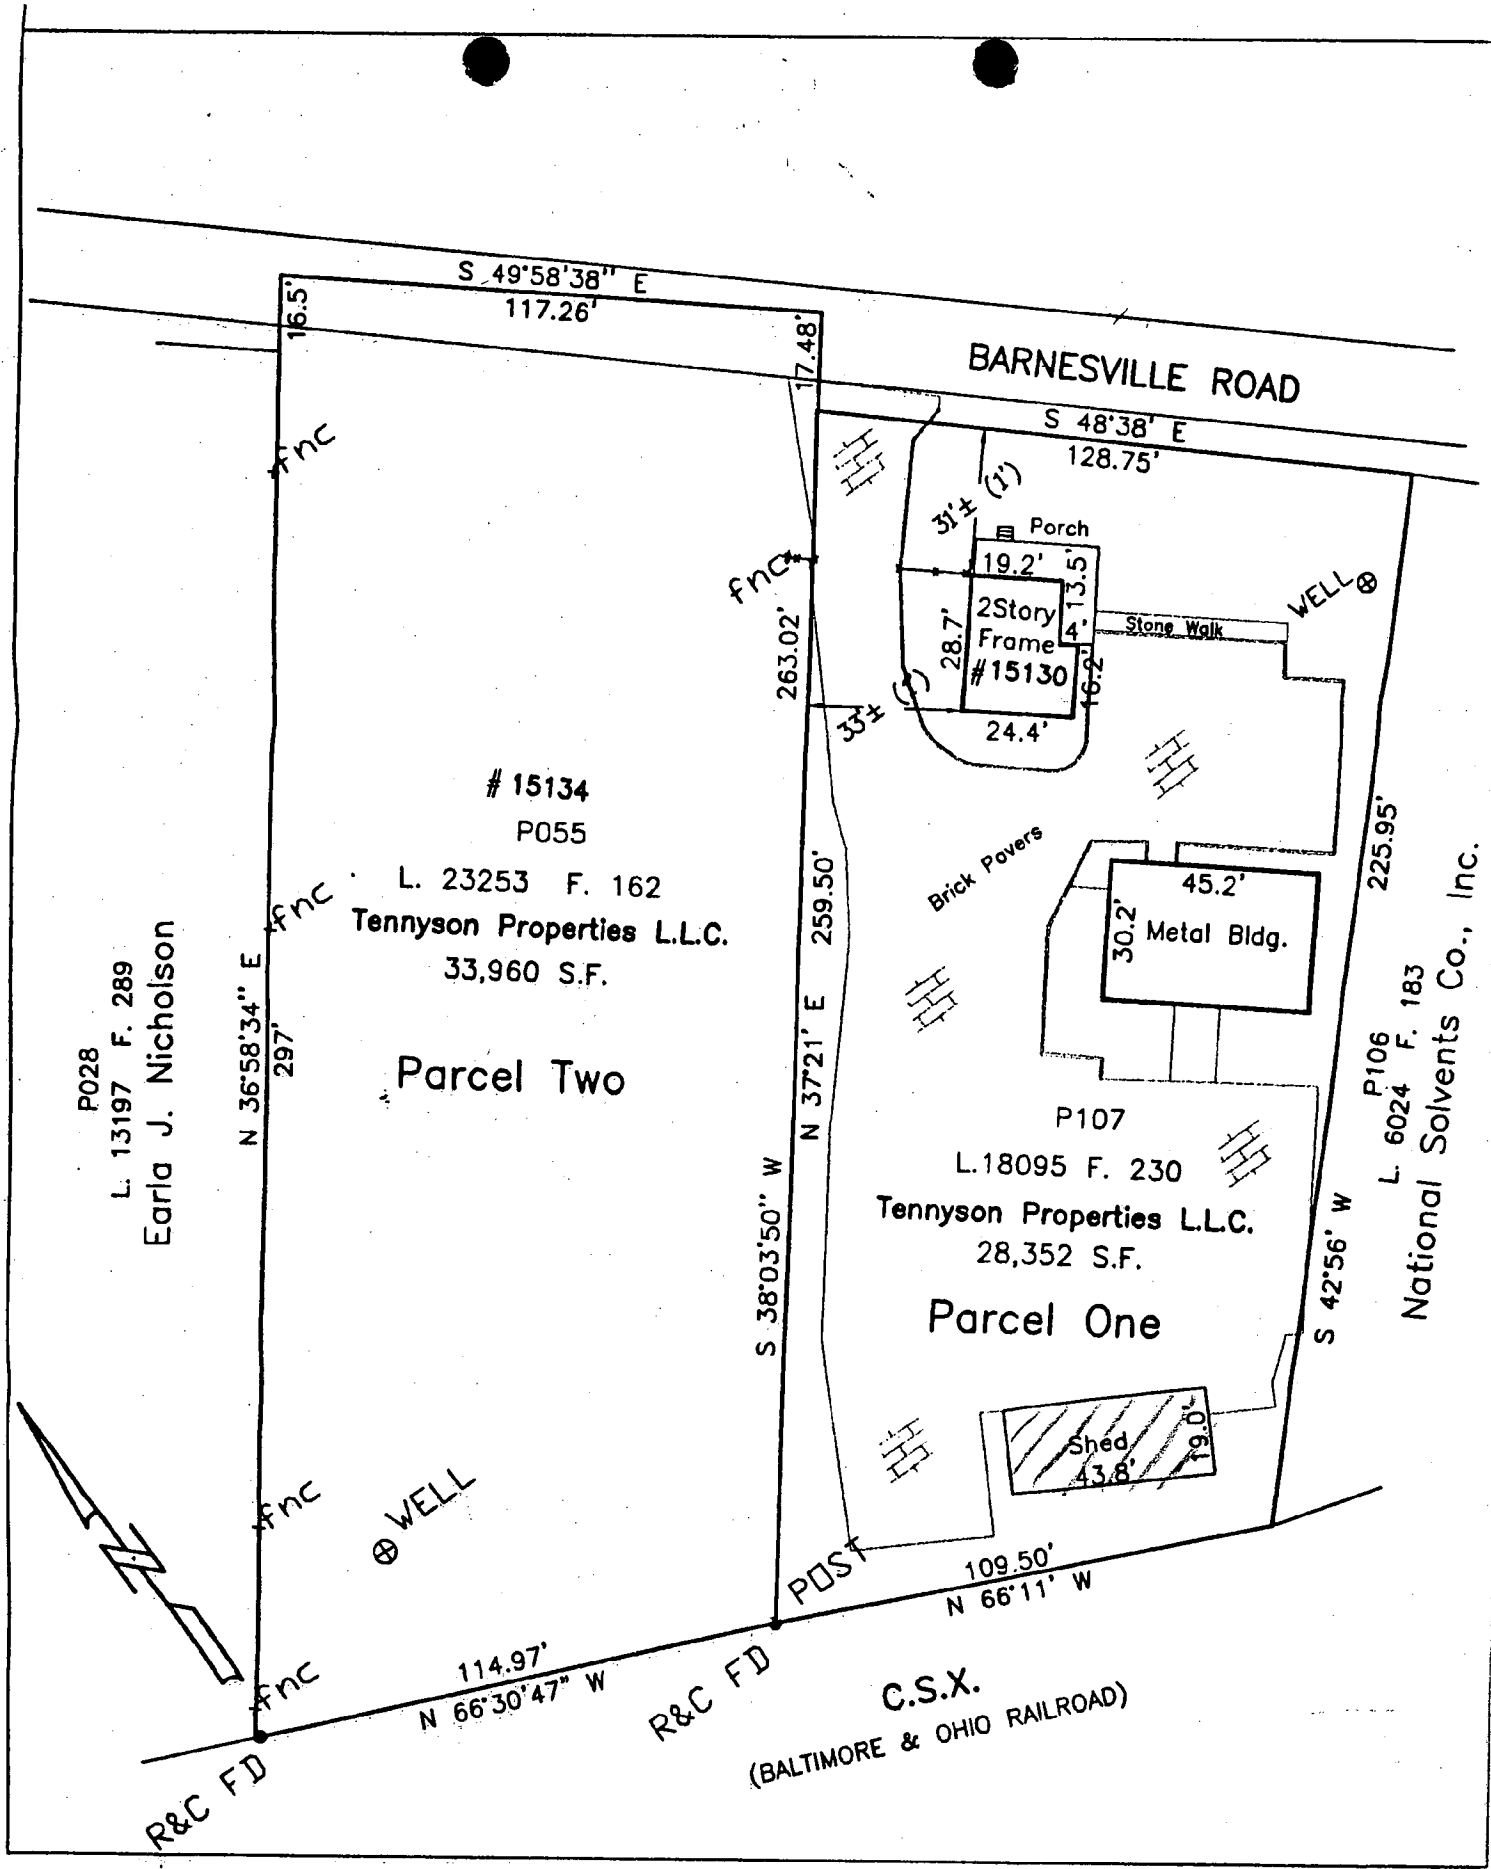 S 49°58'38" E
117.26'
16.5'
17.48'
BARNESVILLE ROAD
S 48°38' E
128.75'
fnc
31'± (1')
Porch
19.2'
13.5'
WELL
fnc
2Story
Frame
#15130
4'
28.7'
16.2'
24.4'
Stone Walk
263.02'
33'±
# 15134
P055
L. 23253 F. 162
Tennyson Properties L.L.C.
33,960 S.F.
Parcel Two
259.50'
Brick Pavers
45.2'
30.2'
Metal Bldg.
225.95'
fnc
P028
L. 13197 F. 289
Earla J. Nicholson
N 36°58'34" E
297'
N 37°21' E
S 38°03'50" W
P107
L.18095 F. 230
Tennyson Properties L.L.C.
28,352 S.F.
Parcel One
P106
L. 6024 F. 183
National Solvents Co., Inc.
S 42°56' W
Shed
43.8'
19.0'
fnc
WELL
POST
109.50'
N 66°11' W
fnc
114.97'
N 66°30'47" W
R&C FD
C.S.X.
(BALTIMORE & OHIO RAILROAD)
R&C FD